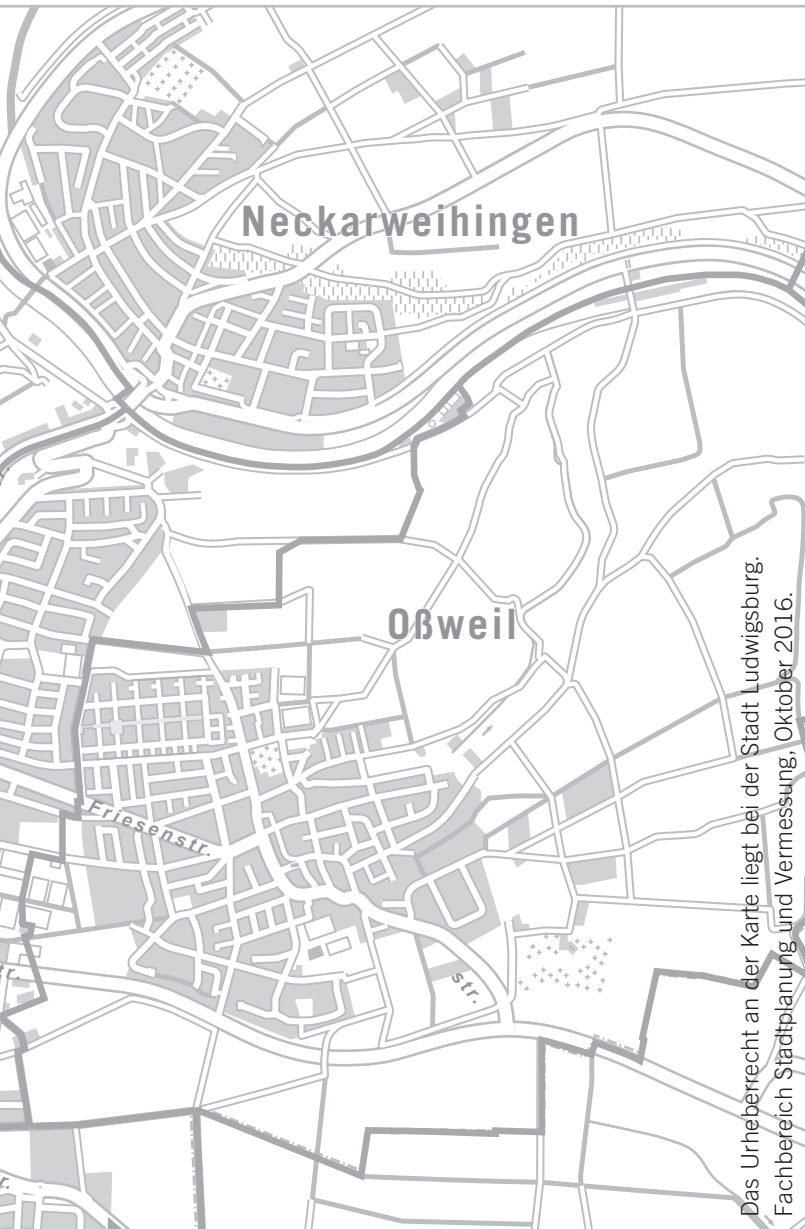 Neckarweihingen
Oßweil
Friesenstr.
str.
tr.
r.
Das Urheberrecht an der Karte liegt bei der Stadt Ludwigsburg.
Fachbereich Stadtplanung und Vermessung, Oktober 2016.